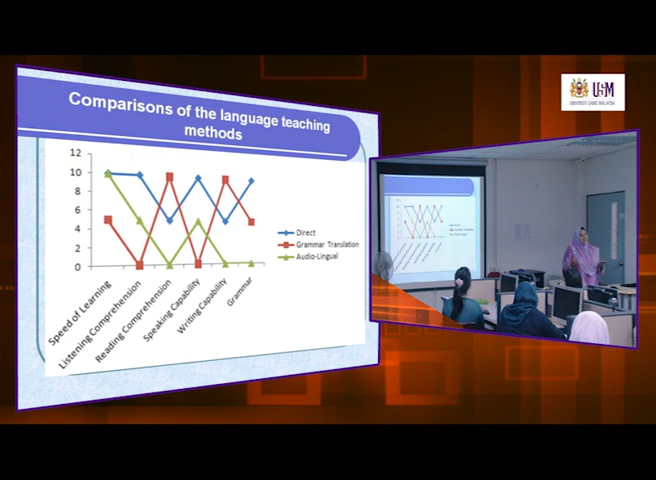 USM
UNIVERSITI SAINS MALAYSIA
Comparisons of the language teaching
methods
12
10
8
6
4
2
0
Direct
Grammar Translation
Audio-Lingual
Speed of Learning
Listening Comprehension
Reading Comprehension
Speaking Capability
Writing Capability
Grammar